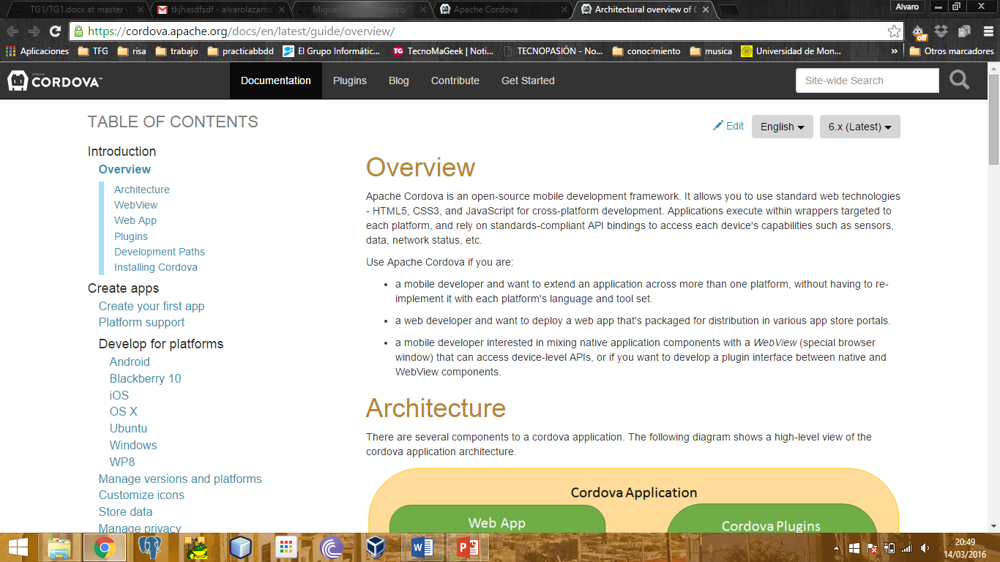 TG1/TG1.docx at master
tkjhasdfsdf - alvarolazama
Apache Cordova
Architectural overview of C
Alvaro
https://cordova.apache.org/docs/en/latest/guide/overview/
off
Aplicaciones
TFG
risa
trabajo
practicabbdd
El Grupo Informátic...
TG
TecnoMaGeek | Noti...
TECNOPASIÓN - No...
conocimiento
musica
Universidad de Mon...
»
Otros marcadores
APACHE
CORDOVA™
Documentation
Plugins
Blog
Contribute
Get Started
Site-wide Search
TABLE OF CONTENTS
Edit
English
6.x (Latest)
Introduction
Overview
Architecture
WebView
Web App
Plugins
Development Paths
Installing Cordova
Create apps
Create your first app
Platform support
Develop for platforms
Android
Blackberry 10
iOS
OS X
Ubuntu
Windows
WP8
Manage versions and platforms
Customize icons
Store data
Manage privacy
Overview
Apache Cordova is an open-source mobile development framework. It allows you to use standard web technologies
- HTML5, CSS3, and JavaScript for cross-platform development. Applications execute within wrappers targeted to
each platform, and rely on standards-compliant API bindings to access each device's capabilities such as sensors,
data, network status, etc.
Use Apache Cordova if you are:
• a mobile developer and want to extend an application across more than one platform, without having to re-
implement it with each platform's language and tool set.
• a web developer and want to deploy a web app that's packaged for distribution in various app store portals.
• a mobile developer interested in mixing native application components with a WebView (special browser
window) that can access device-level APIs, or if you want to develop a plugin interface between native and
WebView components.
Architecture
There are several components to a cordova application. The following diagram shows a high-level view of the
cordova application architecture.
Cordova Application
Web App
Cordova Plugins
20:49
14/03/2016